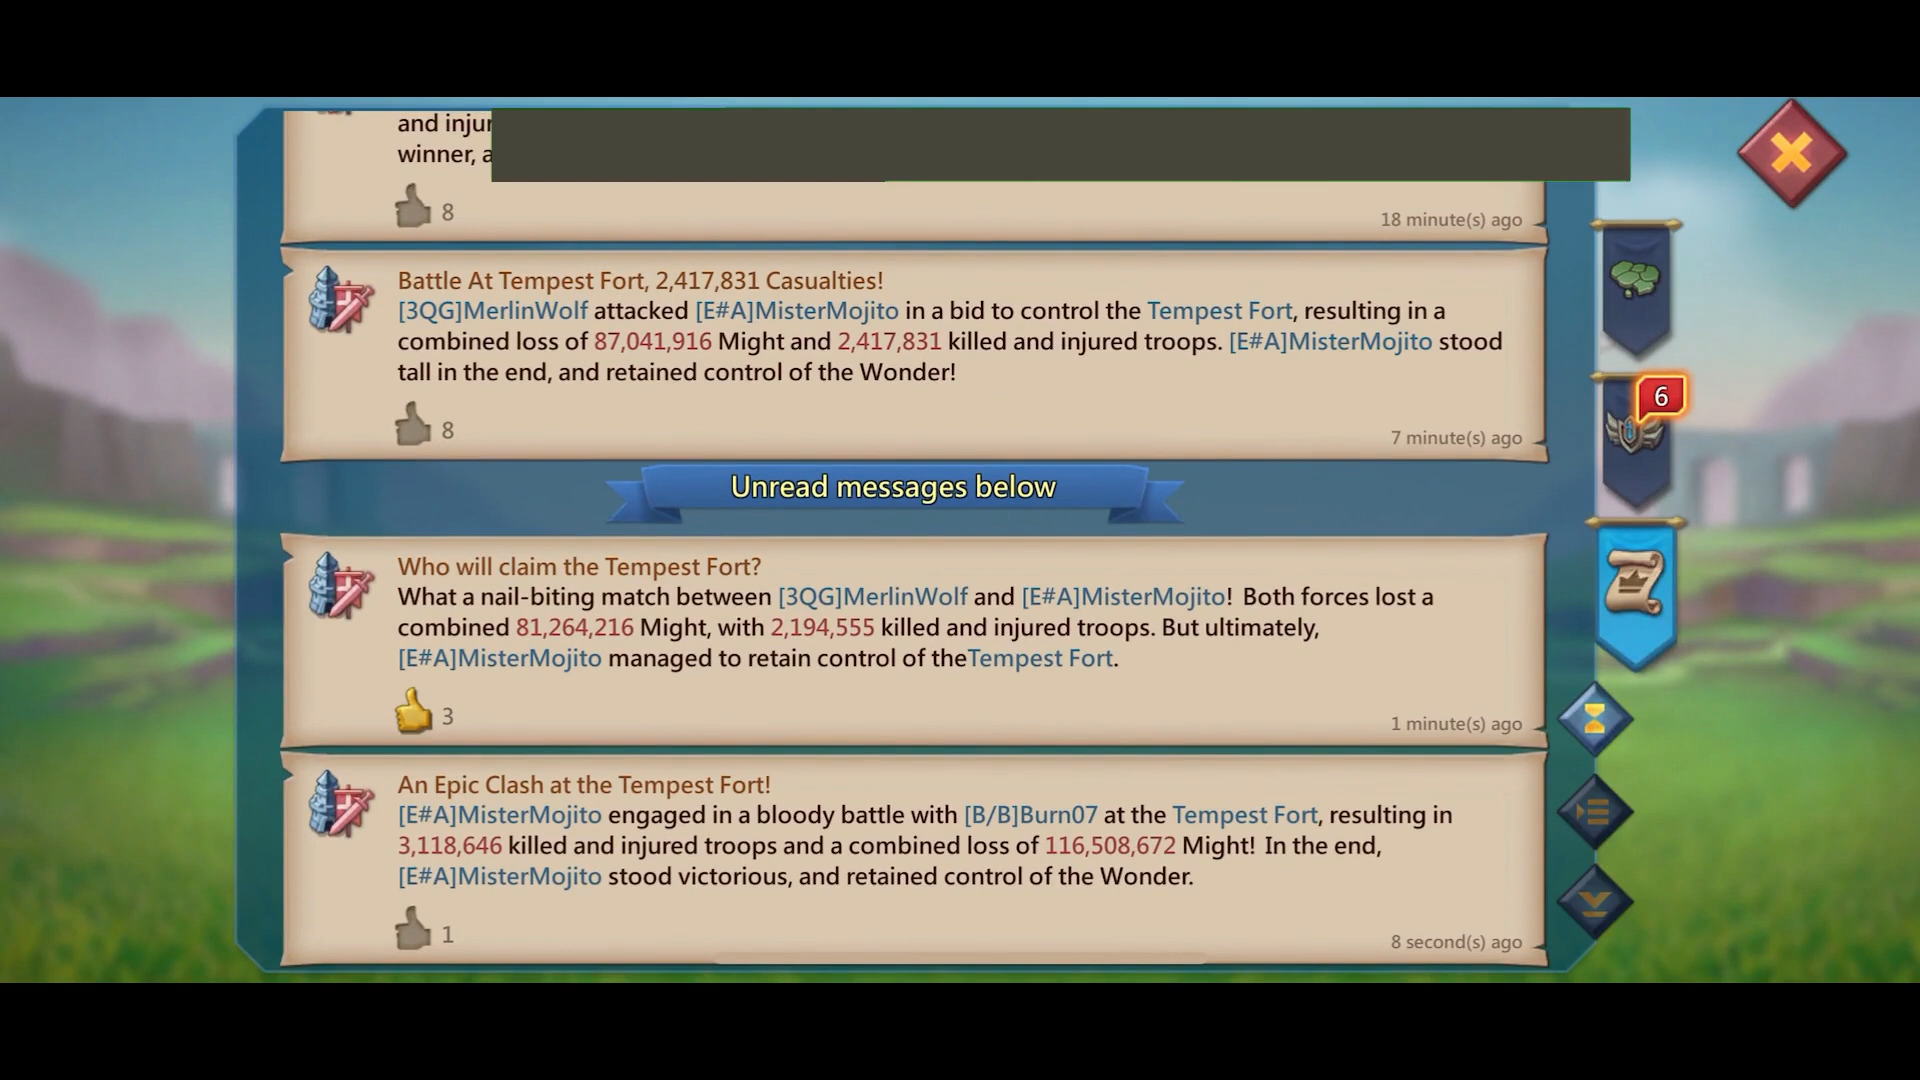 and injur
winner, a
8
18 minute(s) ago
Battle At Tempest Fort, 2,417,831 Casualties!
[3QG]MerlinWolf attacked [E#A]MisterMojito in a bid to control the Tempest Fort, resulting in a
combined loss of 87,041,916 Might and 2,417,831 killed and injured troops. [E#A]MisterMojito stood
tall in the end, and retained control of the Wonder!
8
7 minute(s) ago
6
Unread messages below
Who will claim the Tempest Fort?
What a nail-biting match between [3QG]MerlinWolf and [E#A]MisterMojito! Both forces lost a
combined 81,264,216 Might, with 2,194,555 killed and injured troops. But ultimately,
[E#A]MisterMojito managed to retain control of theTempest Fort.
3
1 minute(s) ago
An Epic Clash at the Tempest Fort!
[E#A]MisterMojito engaged in a bloody battle with [B/B]Burn07 at the Tempest Fort, resulting in
3,118,646 killed and injured troops and a combined loss of 116,508,672 Might! In the end,
[E#A]MisterMojito stood victorious, and retained control of the Wonder.
1
8 second(s) ago